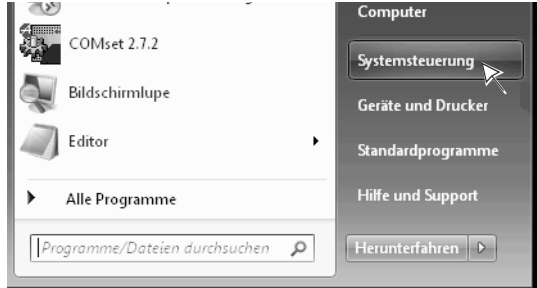 COMset 2.7.2
Bildschirmlupe
Editor
Alle Programme
Programme/Dateien durchsuchen
Computer
Systemsteuerung
Geräte und Drucker
Standardprogramme
Hilfe und Support
Herunterfahren